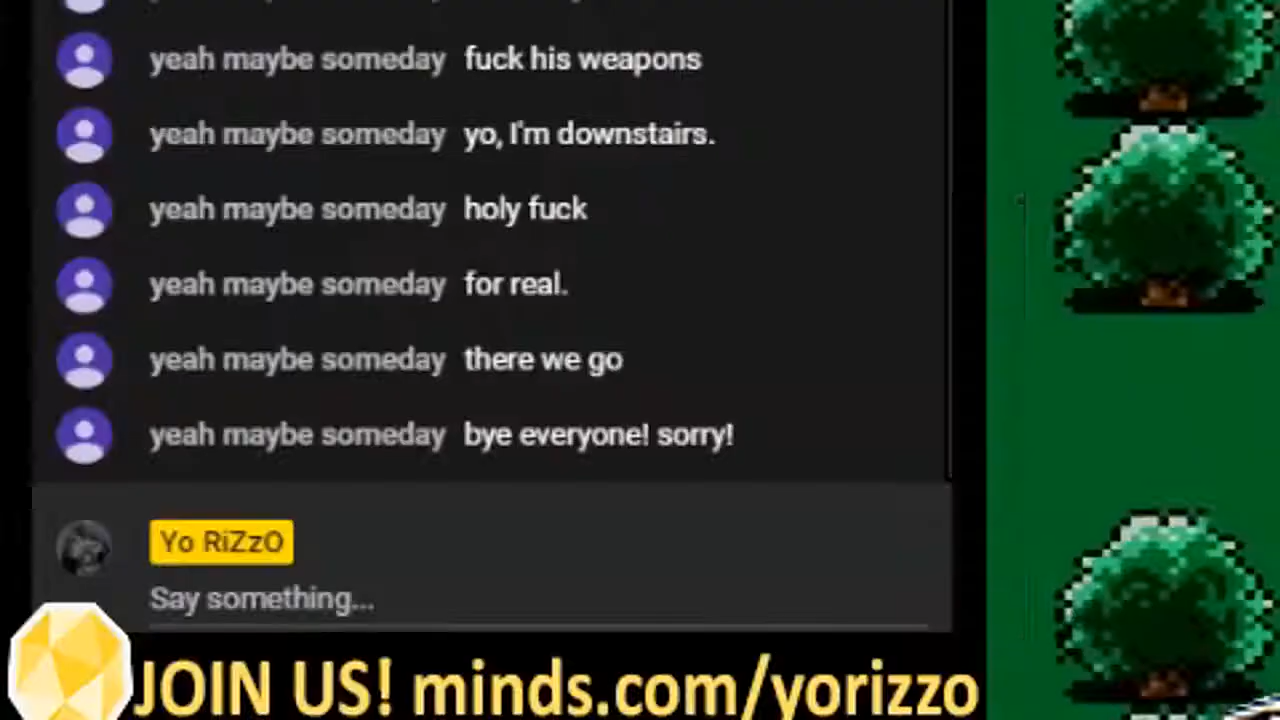 yeah maybe someday fuck his weapons
yeah maybe someday yo, I'm downstairs.
yeah maybe someday holy fuck
yeah maybe someday for real.
yeah maybe someday there we go
yeah maybe someday bye everyone! sorry!
Yo RiZzO
Say something...
JOIN US! minds.com/yorizzo